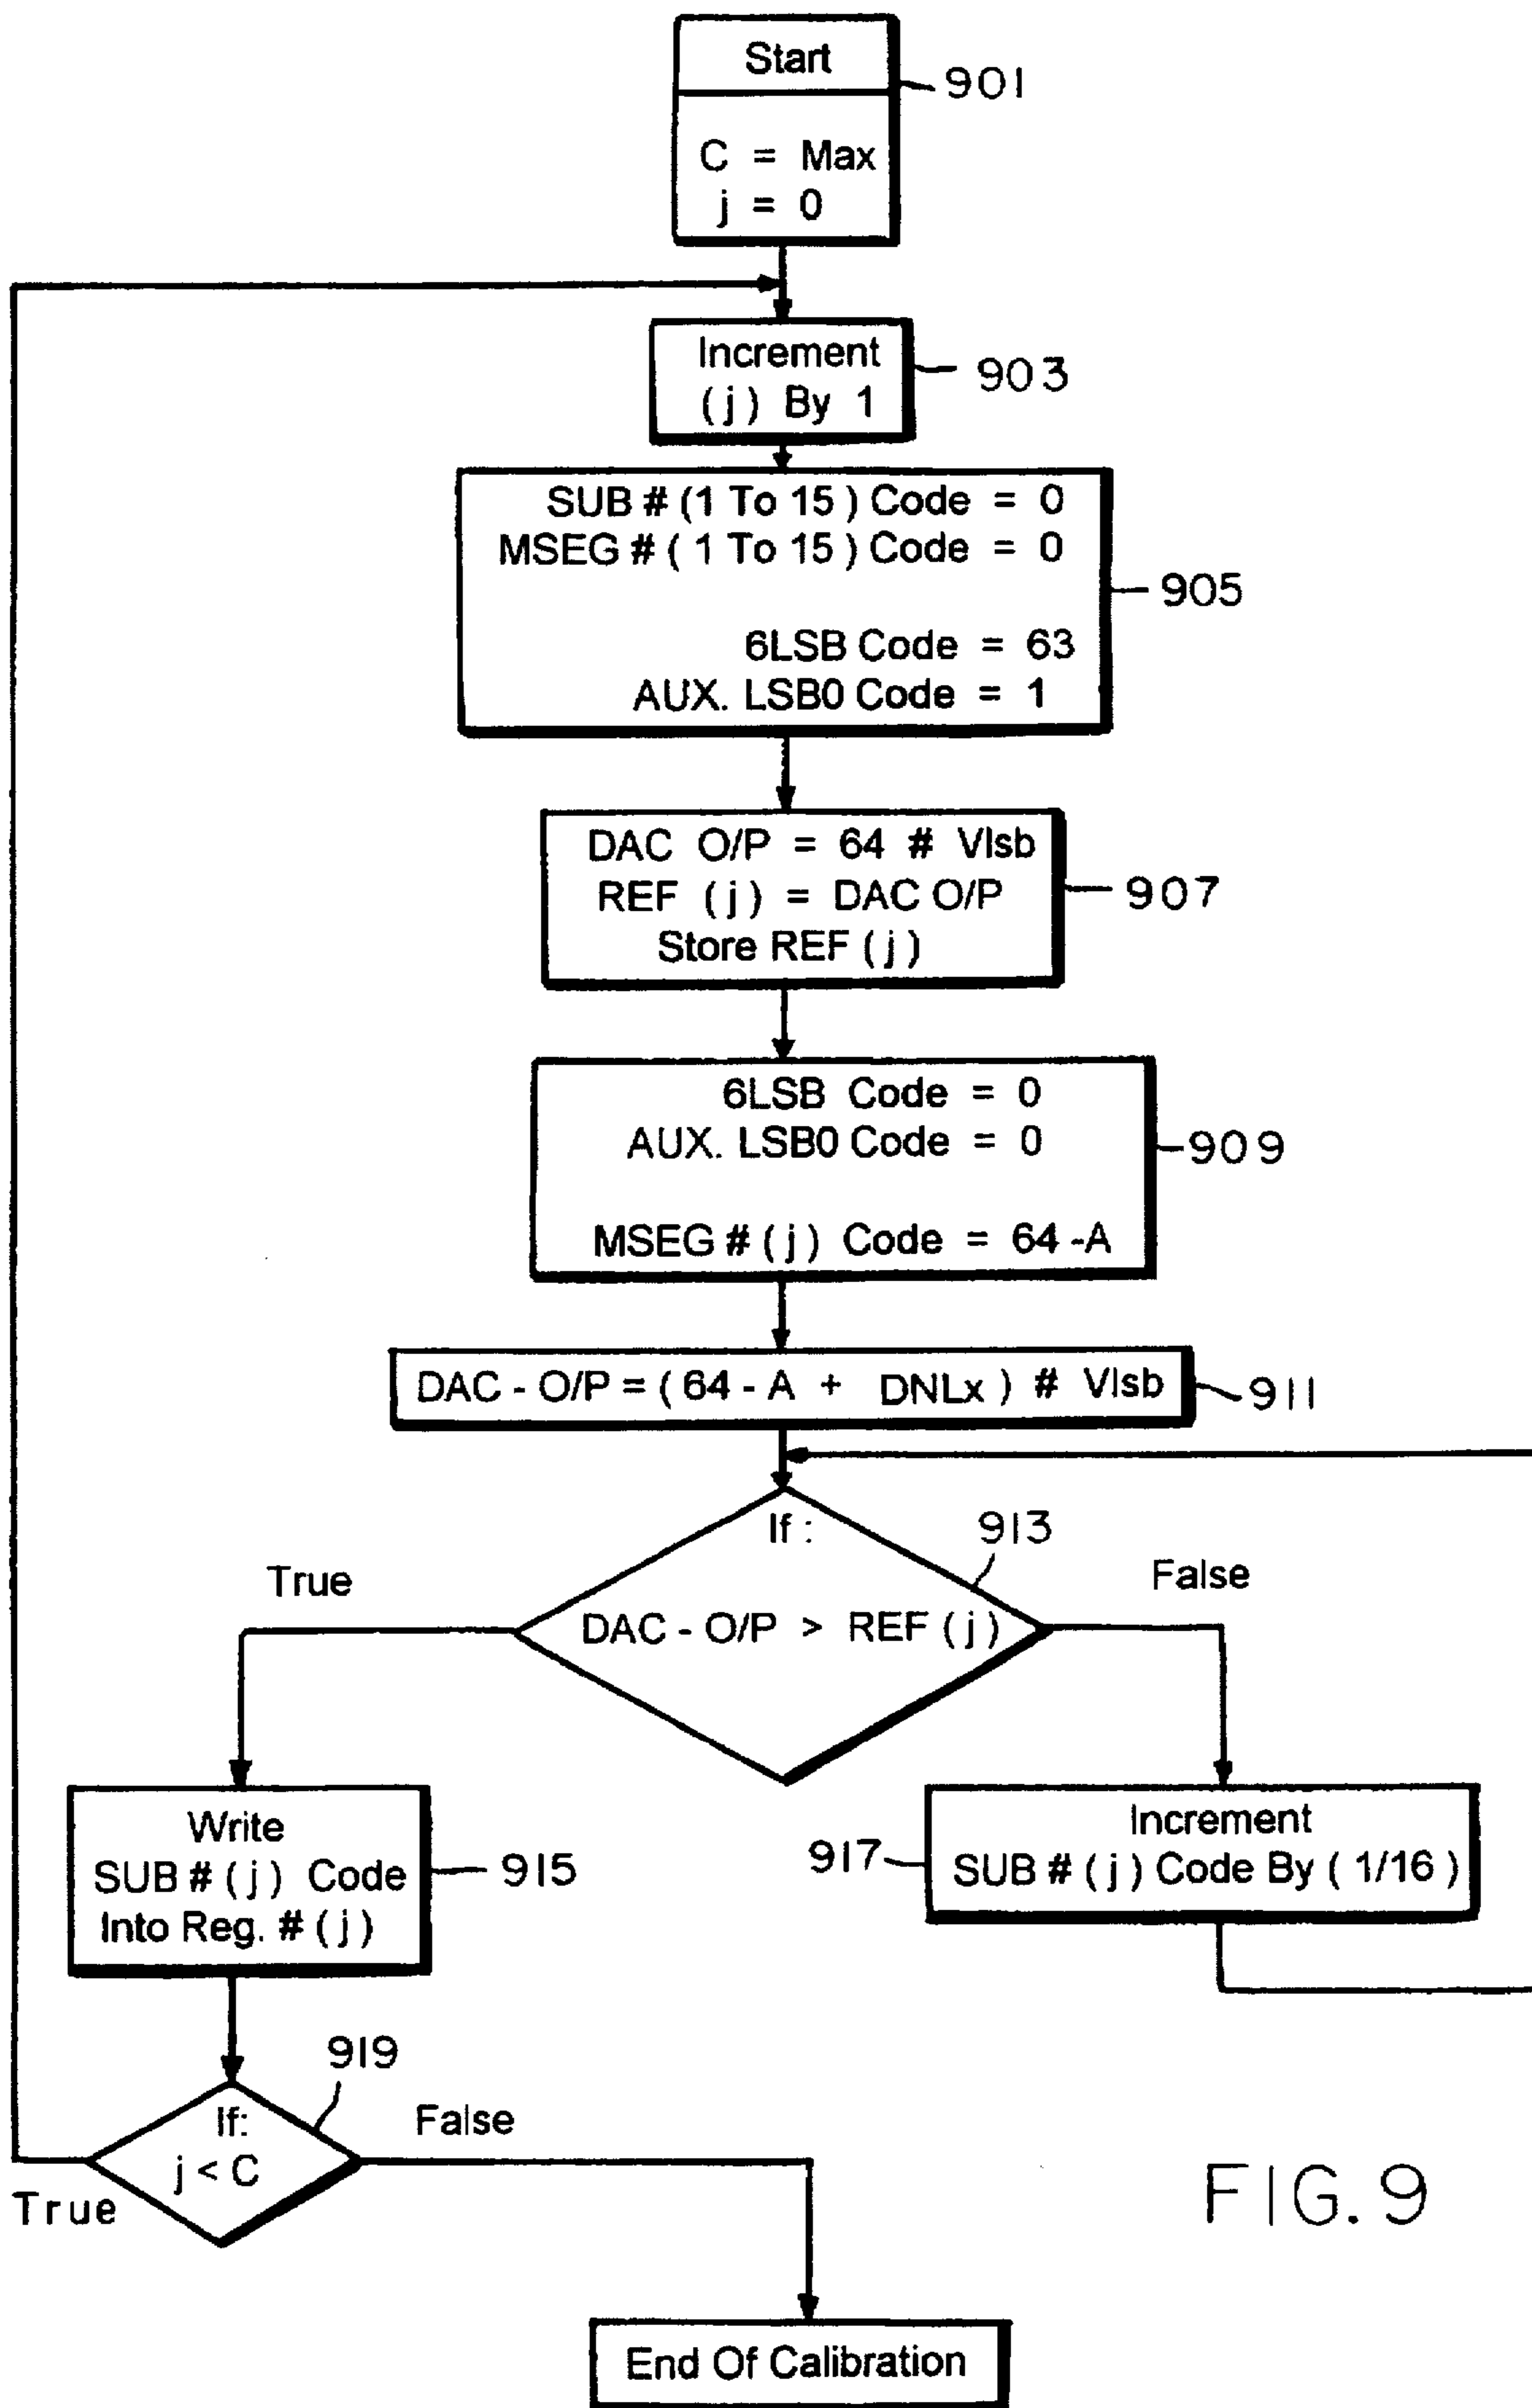 Start
901
C = Max
j = 0
Increment
( j ) By 1
903
SUB # (1 To 15 ) Code = 0
MSEG # ( 1 To 15 ) Code = 0
905
6LSB Code = 63
AUX. LSB0 Code = 1
DAC O/P = 64 # Vlsb
REF ( j ) = DAC O/P
907
Store REF ( j )
6LSB Code = 0
AUX. LSB0 Code = 0
909
MSEG # ( j ) Code = 64 -A
DAC - O/P = ( 64 - A + DNLx ) # Vlsb
911
If :
913
True
False
DAC - O/P > REF ( j )
Write
SUB # ( j ) Code
Into Reg. # ( j )
915
Increment
SUB # ( j ) Code By ( 1/16 )
917
919
If:
j < C
False
True
FIG. 9
End Of Calibration